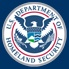 U.S. DEPARTMENT OF
HOMELAND SECURITY